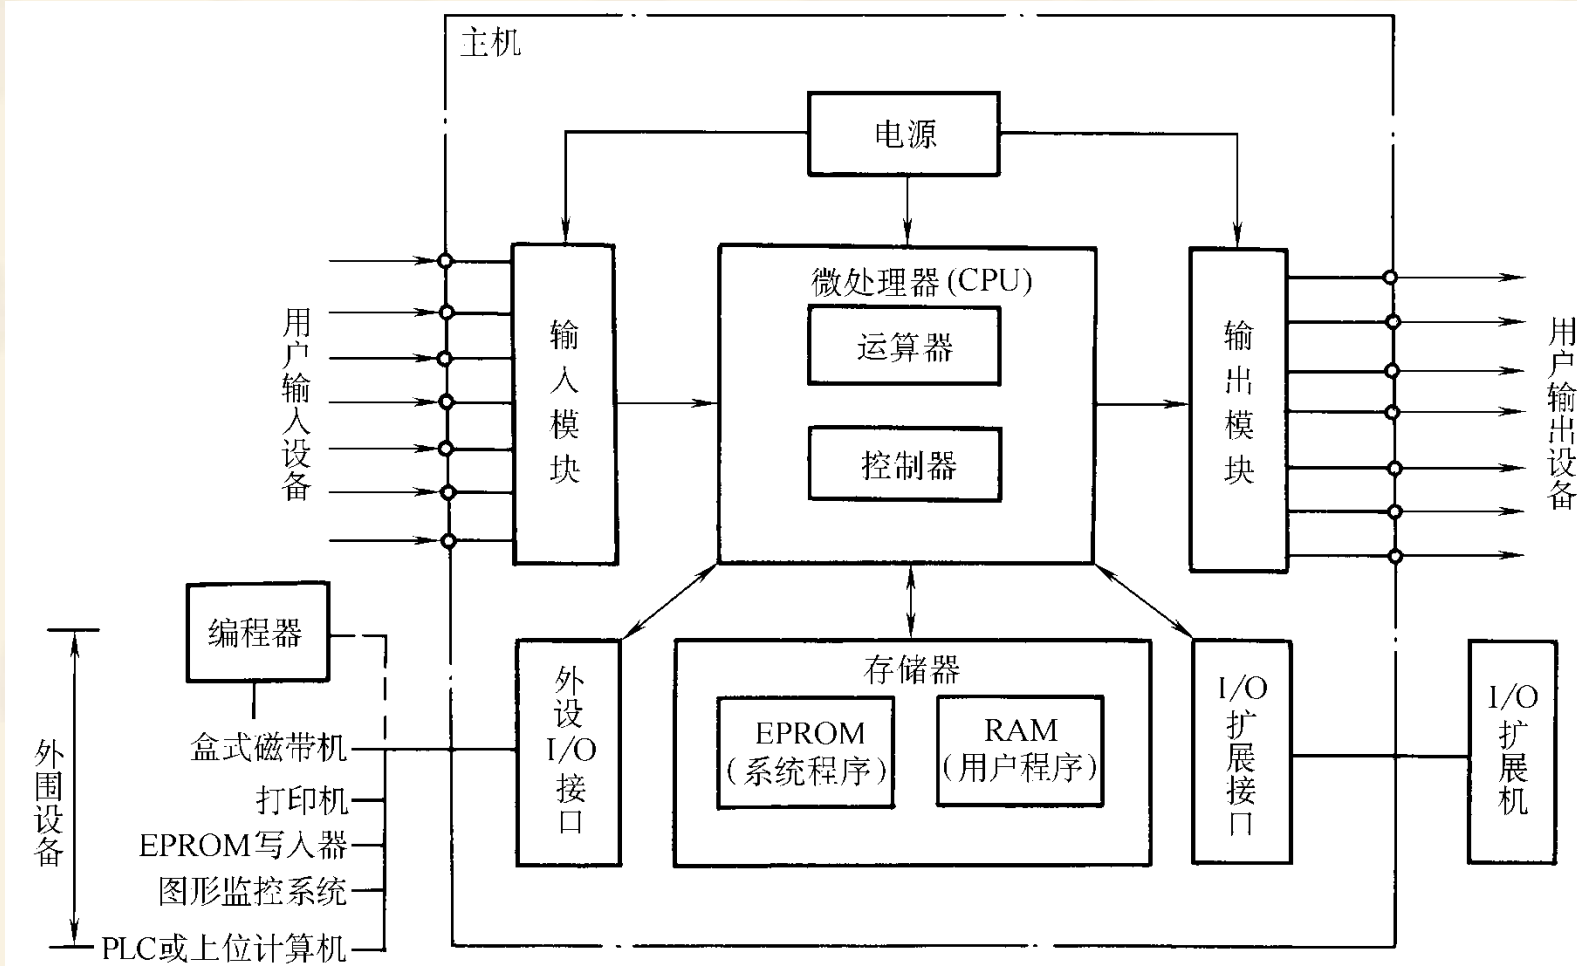 主机
电源
微处理器(CPU)
运算器
控制器
用户输入设备
输入模块
输出模块
用户输出设备
编程器
外围设备
盒式磁带机
打印机
EPROM写入器
图形监控系统
PLC或上位计算机
外设I/O接口
存储器
EPROM
(系统程序)
RAM
(用户程序)
I/O扩展接口
I/O扩展机